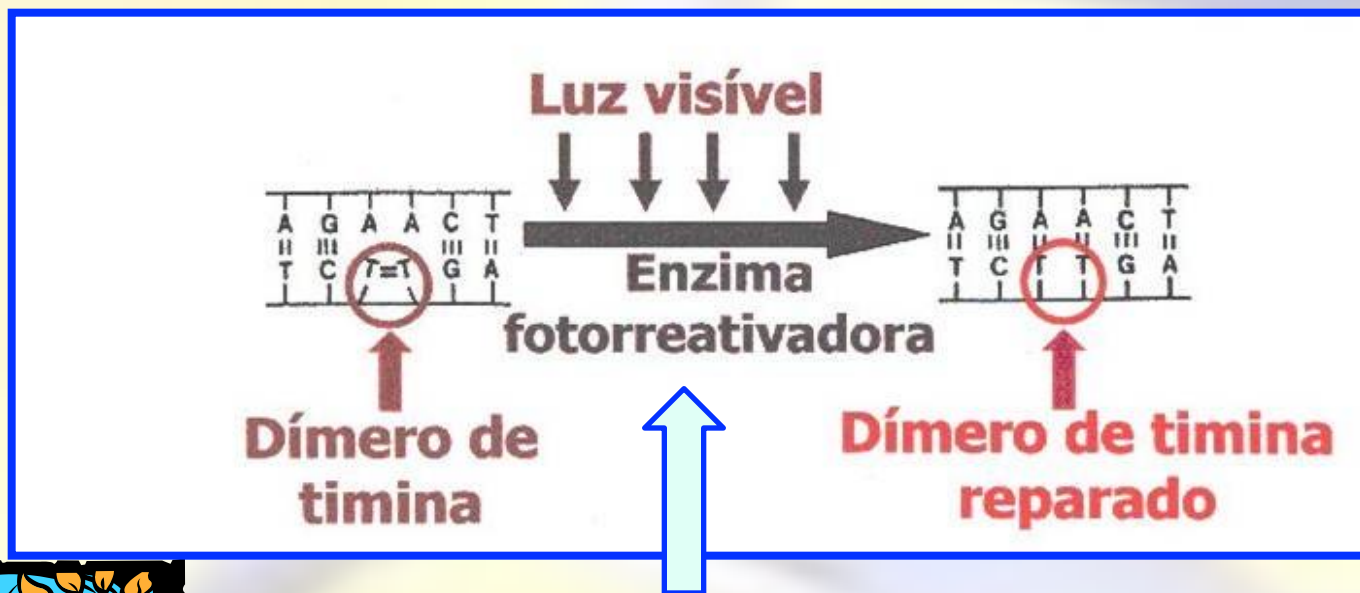 Luz visível
A G A A C T
T C T=T G A
Enzima
fotorreativadora
A G A A C T
T C T T G A
Dímero de
timina
Dímero de timina
reparado